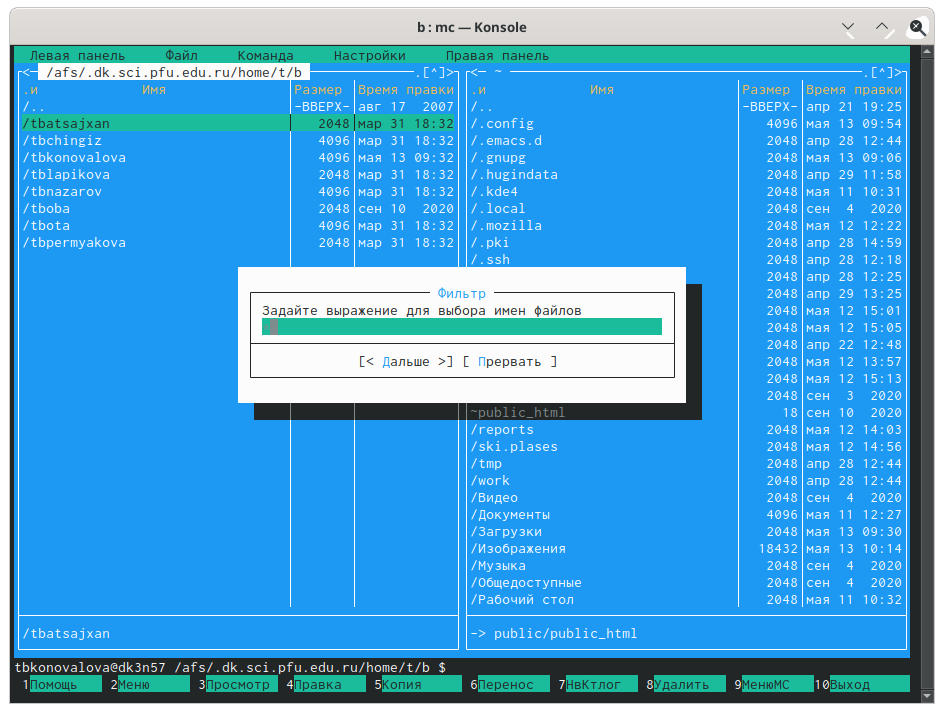 b : mc — Konsole
Левая панель Файл Команда Настройки Правая панель
<— /afs/.dk.sci.pfu.edu.ru/home/t/b .[^]>
.и Имя Размер Время правки
/.. -ВВЕРХ- авг 17 2007
/tbatsajxan 2048 мар 31 18:32
/tbchingiz 4096 мар 31 18:32
/tbkonovalova 4096 мая 13 09:32
/tblapikova 2048 мар 31 18:32
/tbnazarov 4096 мар 31 18:32
/tboba 2048 сен 10 2020
/tbota 4096 мар 31 18:32
/tbpermyakova 2048 мар 31 18:32
/tbatsajxan
<— ~ .[^]>
.и Имя Размер Время правки
/.. -ВВЕРХ- апр 21 19:25
/.config 4096 мая 13 09:54
/.emacs.d 2048 апр 28 12:44
/.gnupg 2048 мая 13 09:06
/.hugindata 2048 апр 29 11:58
/.kde4 2048 мая 11 10:31
/.local 2048 сен 4 2020
/.mozilla 2048 мая 12 12:22
/.pki 2048 апр 28 14:59
/.ssh 2048 апр 28 12:18
2048 апр 28 12:25
2048 апр 29 13:25
2048 мая 12 15:01
2048 мая 12 15:05
2048 апр 22 12:48
2048 мая 12 13:57
2048 мая 12 15:13
2048 сен 3 2020
~public_html 18 сен 10 2020
/reports 2048 мая 12 14:03
/ski.plases 2048 мая 12 14:56
/tmp 2048 апр 28 12:44
/work 2048 апр 28 12:44
/Видео 2048 сен 4 2020
/Документы 4096 мая 11 12:27
/Загрузки 2048 мая 13 09:30
/Изображения 18432 мая 13 10:14
/Музыка 2048 сен 4 2020
/Общедоступные 2048 сен 4 2020
/Рабочий стол 2048 мая 11 10:32
-> public/public_html
Фильтр
Задайте выражение для выбора имен файлов
[< Дальше >] [ Прервать ]
tbkonovalova@dk3n57 /afs/.dk.sci.pfu.edu.ru/home/t/b $
1Помощь 2Меню 3Просмотр 4Правка 5Копия 6Перенос 7НвКтлог 8Удалить 9МенюМС 10Выход